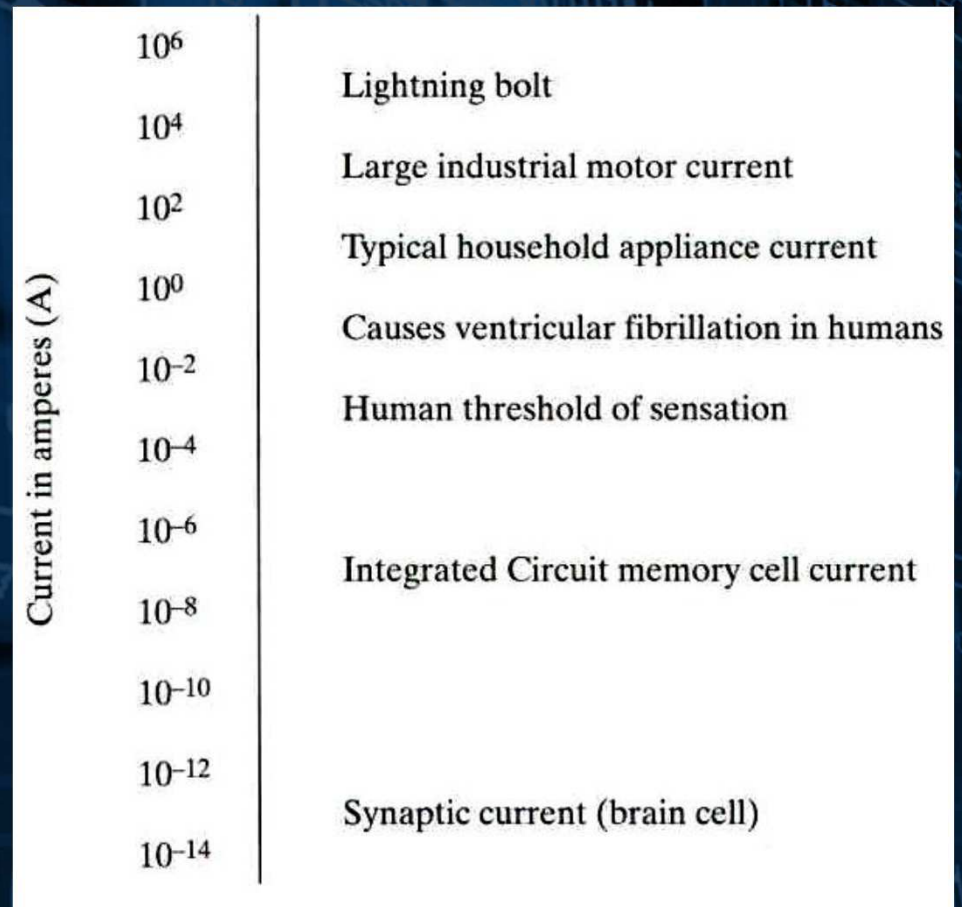 10⁶
Lightning bolt
10⁴
Large industrial motor current
10²
Typical household appliance current
10⁰
Causes ventricular fibrillation in humans
10⁻²
Human threshold of sensation
10⁻⁴
10⁻⁶
Integrated Circuit memory cell current
10⁻⁸
10⁻¹⁰
10⁻¹²
Synaptic current (brain cell)
10⁻¹⁴
Current in amperes (A)